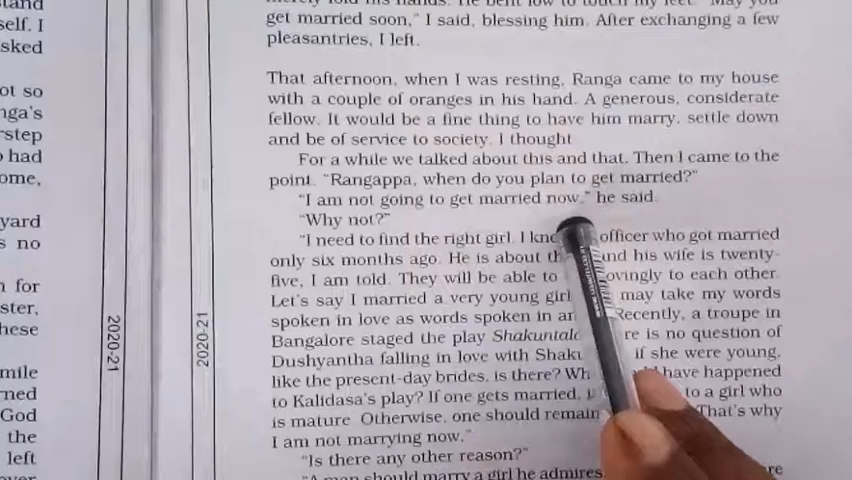 self. I
sked
ot so
nga's
rstep
had
ome,
yard
s no
n for
ster,
hese
mile
rned
God
the
left
2020-21
2020-21
get married soon," I said, blessing him. After exchanging a few
pleasantries, I left.
That afternoon, when I was resting, Ranga came to my house
with a couple of oranges in his hand. A generous, considerate
fellow. It would be a fine thing to have him marry, settle down
and be of service to society. I thought
For a while we talked about this and that. Then I came to the
point. "Rangappa, when do you plan to get married?"
"I am not going to get married now," he said.
"Why not?"
"I need to find the right girl. I kno officer who got married
only six months ago. He is about th und his wife is twenty-
five, I am told. They will be able to ovingly to each other.
Let's say I married a very young girl may take my words
spoken in love as words spoken in an Recently, a troupe in
Bangalore staged the play Shakuntala re is no question of
Dushyantha falling in love with Shaku if she were young,
like the present-day brides, is there? Wh have happened
to Kalidasa's play? If one gets married, i to a girl who
is mature Otherwise, one should remain That's why
I am not marrying now."
"Is there any other reason?"
"A man should marry a girl he admires